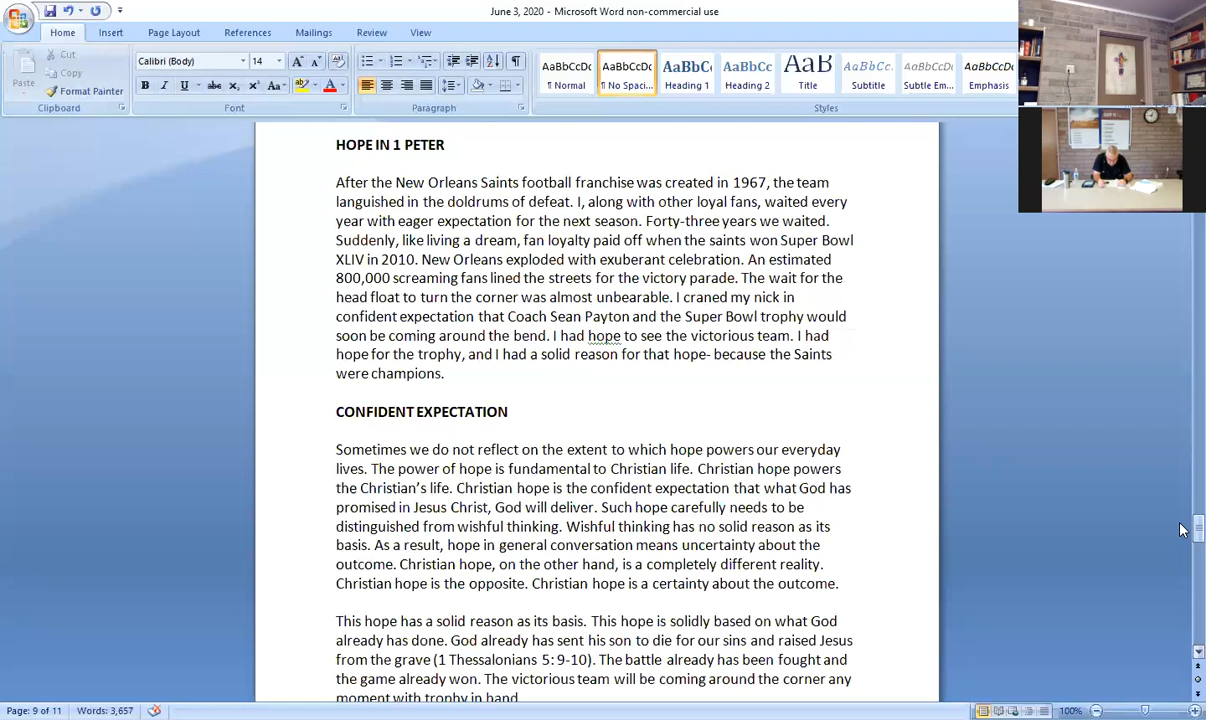 June 3, 2020 - Microsoft Word non-commercial use
Home Insert Page Layout References Mailings Review View
Cut
Copy
Paste
Format Painter
Clipboard
Calibri (Body) 14
Font
Paragraph
AaBbCcDc AaBbCcDc AaBbC AaBbCc AaB AaBbCcL AaBbCcDc AaBbCcDc
¶ Normal ¶ No Spaci... Heading 1 Heading 2 Title Subtitle Subtle Em... Emphasis
Styles
HOPE IN 1 PETER
After the New Orleans Saints football franchise was created in 1967, the team
languished in the doldrums of defeat. I, along with other loyal fans, waited every
year with eager expectation for the next season. Forty-three years we waited.
Suddenly, like living a dream, fan loyalty paid off when the saints won Super Bowl
XLIV in 2010. New Orleans exploded with exuberant celebration. An estimated
800,000 screaming fans lined the streets for the victory parade. The wait for the
head float to turn the corner was almost unbearable. I craned my nick in
confident expectation that Coach Sean Payton and the Super Bowl trophy would
soon be coming around the bend. I had hope to see the victorious team. I had
hope for the trophy, and I had a solid reason for that hope- because the Saints
were champions.
CONFIDENT EXPECTATION
Sometimes we do not reflect on the extent to which hope powers our everyday
lives. The power of hope is fundamental to Christian life. Christian hope powers
the Christian's life. Christian hope is the confident expectation that what God has
promised in Jesus Christ, God will deliver. Such hope carefully needs to be
distinguished from wishful thinking. Wishful thinking has no solid reason as its
basis. As a result, hope in general conversation means uncertainty about the
outcome. Christian hope, on the other hand, is a completely different reality.
Christian hope is the opposite. Christian hope is a certainty about the outcome.
This hope has a solid reason as its basis. This hope is solidly based on what God
already has done. God already has sent his son to die for our sins and raised Jesus
from the grave (1 Thessalonians 5: 9-10). The battle already has been fought and
the game already won. The victorious team will be coming around the corner any
moment with trophy in hand
Page: 9 of 11 Words: 3,657 100%